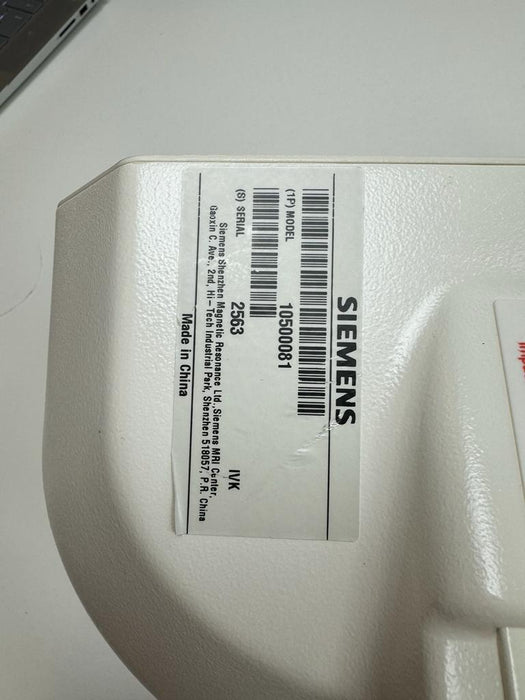 SIEMENS
(1P) MODEL 10500081
(S) SERIAL 2563 IVK
Siemens Shenzhen Magnetic Resonance Ltd.,Siemens MRI Center,
Gaoxin C. Ave., 2nd, Hi-Tech Industrial Park, Shenzhen 518057, P.R. China
Made in China